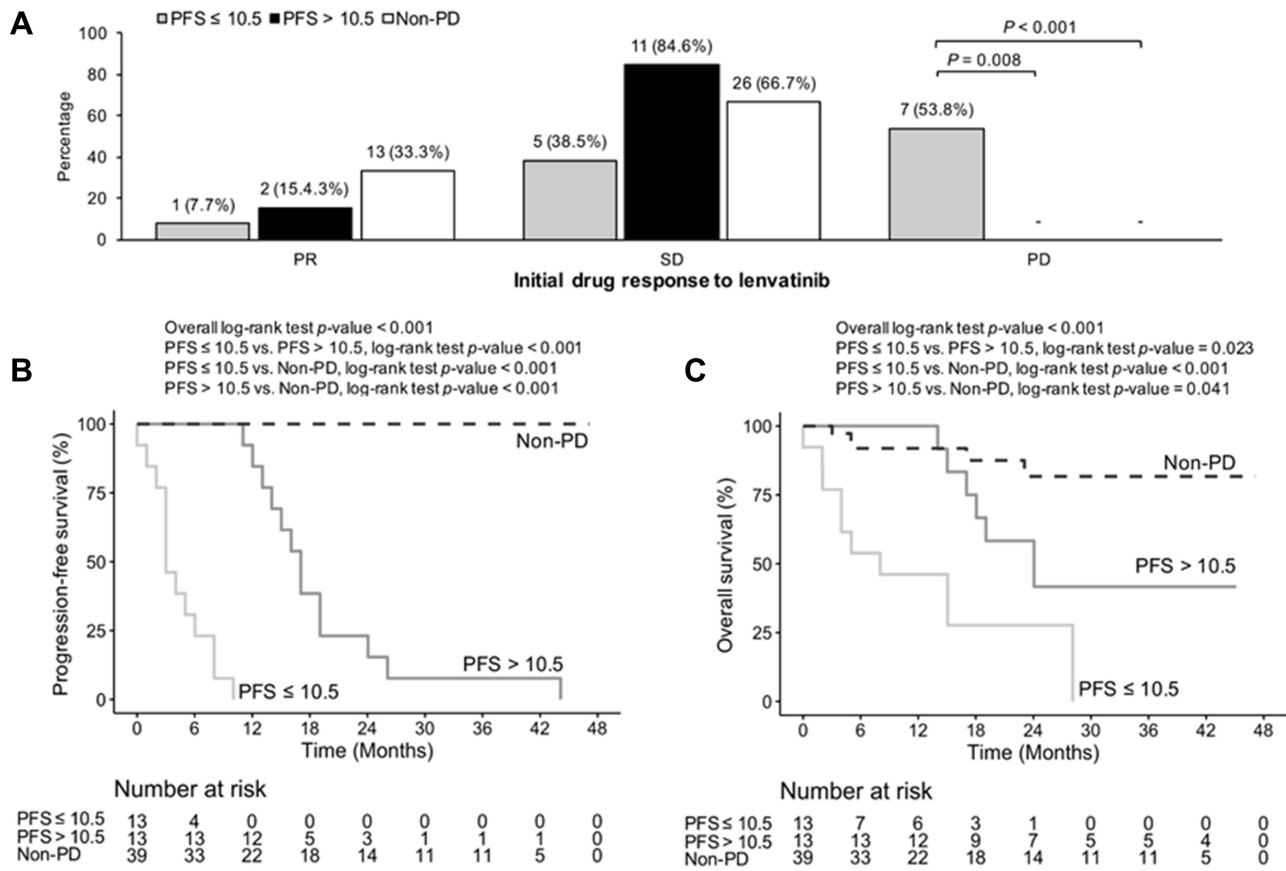 A
PFS ≤ 10.5 PFS > 10.5 Non-PD
Percentage
100
80
60
40
20
0
1 (7.7%)
2 (15.4.3%)
13 (33.3%)
5 (38.5%)
11 (84.6%)
26 (66.7%)
7 (53.8%)
-
-
P = 0.008
P < 0.001
PR SD PD
Initial drug response to lenvatinib
B
Overall log-rank test p-value < 0.001
PFS ≤ 10.5 vs. PFS > 10.5, log-rank test p-value < 0.001
PFS ≤ 10.5 vs. Non-PD, log-rank test p-value < 0.001
PFS > 10.5 vs. Non-PD, log-rank test p-value < 0.001
Progression-free survival (%)
100
75
50
25
0
Non-PD
PFS > 10.5
PFS ≤ 10.5
0 6 12 18 24 30 36 42 48
Time (Months)
Number at risk
PFS ≤ 10.5 13 4 0 0 0 0 0 0 0
PFS > 10.5 13 13 12 5 3 1 1 1 0
Non-PD 39 33 22 18 14 11 11 5 0
C
Overall log-rank test p-value < 0.001
PFS ≤ 10.5 vs. PFS > 10.5, log-rank test p-value = 0.023
PFS ≤ 10.5 vs. Non-PD, log-rank test p-value < 0.001
PFS > 10.5 vs. Non-PD, log-rank test p-value = 0.041
Overall survival (%)
100
75
50
25
0
Non-PD
PFS > 10.5
PFS ≤ 10.5
0 6 12 18 24 30 36 42 48
Time (Months)
Number at risk
PFS ≤ 10.5 13 7 6 3 1 0 0 0 0
PFS > 10.5 13 13 12 9 7 5 5 4 0
Non-PD 39 33 22 18 14 11 11 5 0